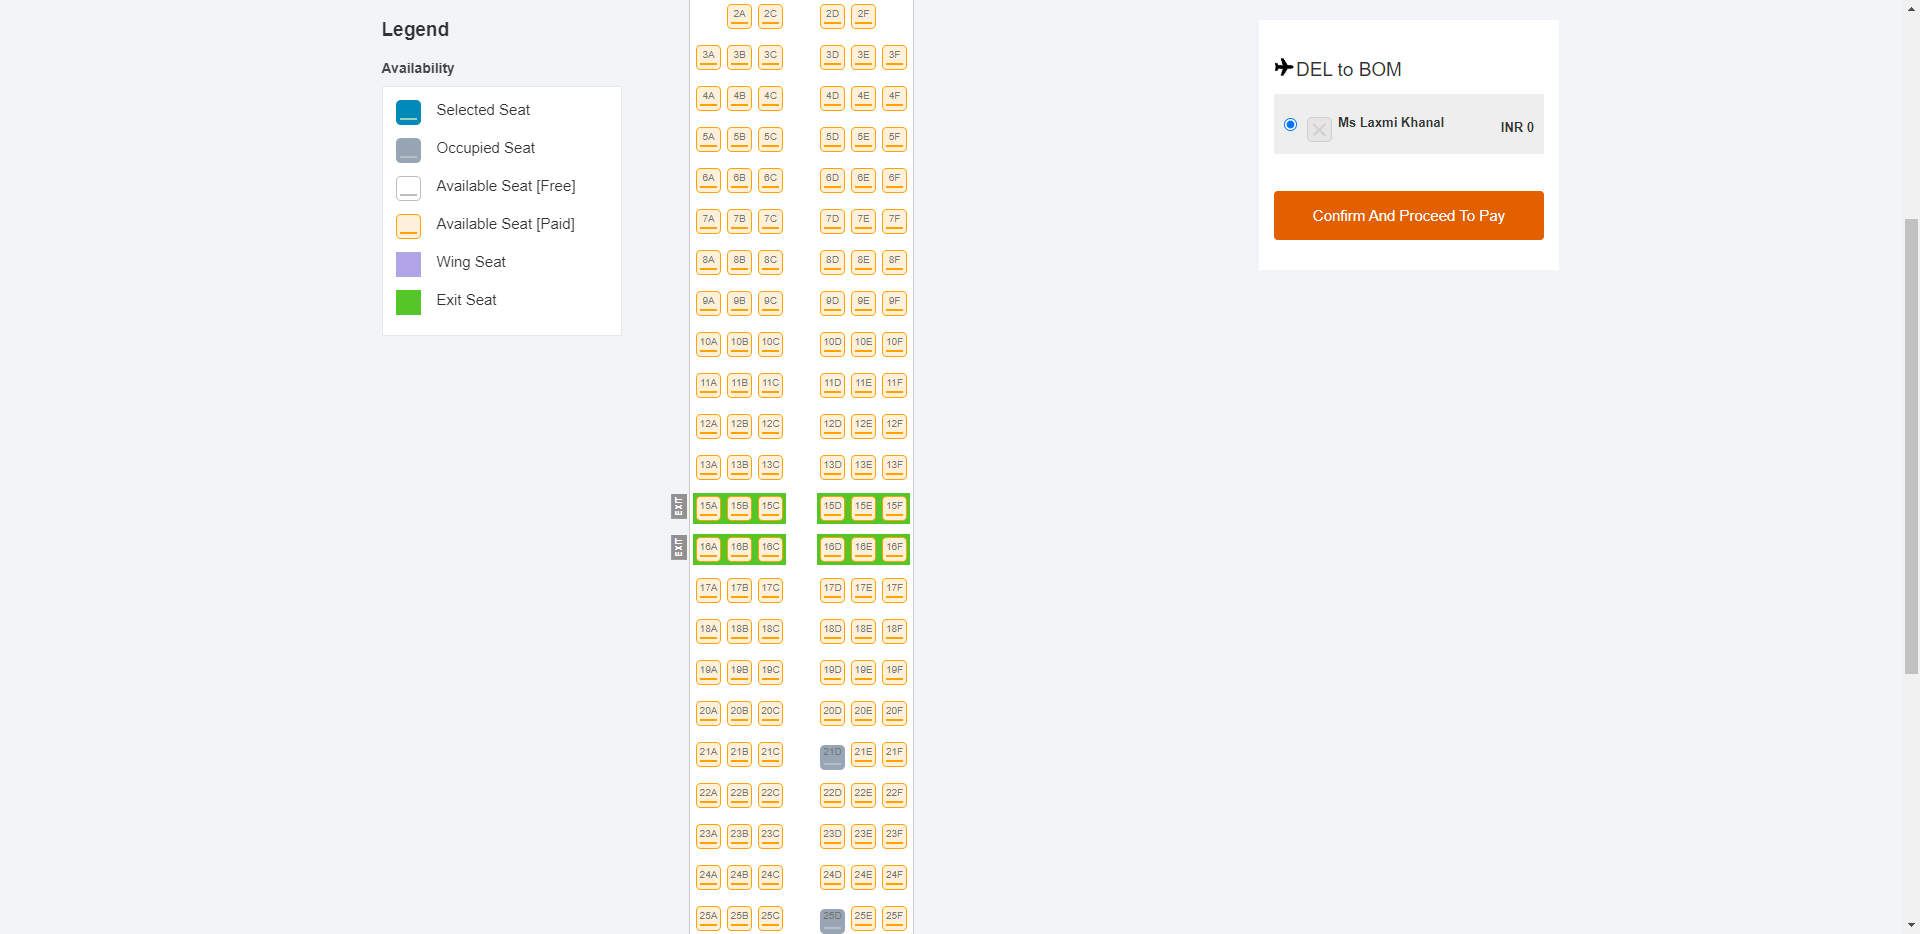 Legend
Availability
Selected Seat
Occupied Seat
Available Seat [Free]
Available Seat [Paid]
Wing Seat
Exit Seat
2A 2C 2D 2F
3A 3B 3C 3D 3E 3F
4A 4B 4C 4D 4E 4F
5A 5B 5C 5D 5E 5F
6A 6B 6C 6D 6E 6F
7A 7B 7C 7D 7E 7F
8A 8B 8C 8D 8E 8F
9A 9B 9C 9D 9E 9F
10A 10B 10C 10D 10E 10F
11A 11B 11C 11D 11E 11F
12A 12B 12C 12D 12E 12F
13A 13B 13C 13D 13E 13F
EXIT 15A 15B 15C 15D 15E 15F
EXIT 16A 16B 16C 16D 16E 16F
17A 17B 17C 17D 17E 17F
18A 18B 18C 18D 18E 18F
19A 19B 19C 19D 19E 19F
20A 20B 20C 20D 20E 20F
21A 21B 21C 21D 21E 21F
22A 22B 22C 22D 22E 22F
23A 23B 23C 23D 23E 23F
24A 24B 24C 24D 24E 24F
25A 25B 25C 25D 25E 25F
DEL to BOM
Ms Laxmi Khanal INR 0
Confirm And Proceed To Pay